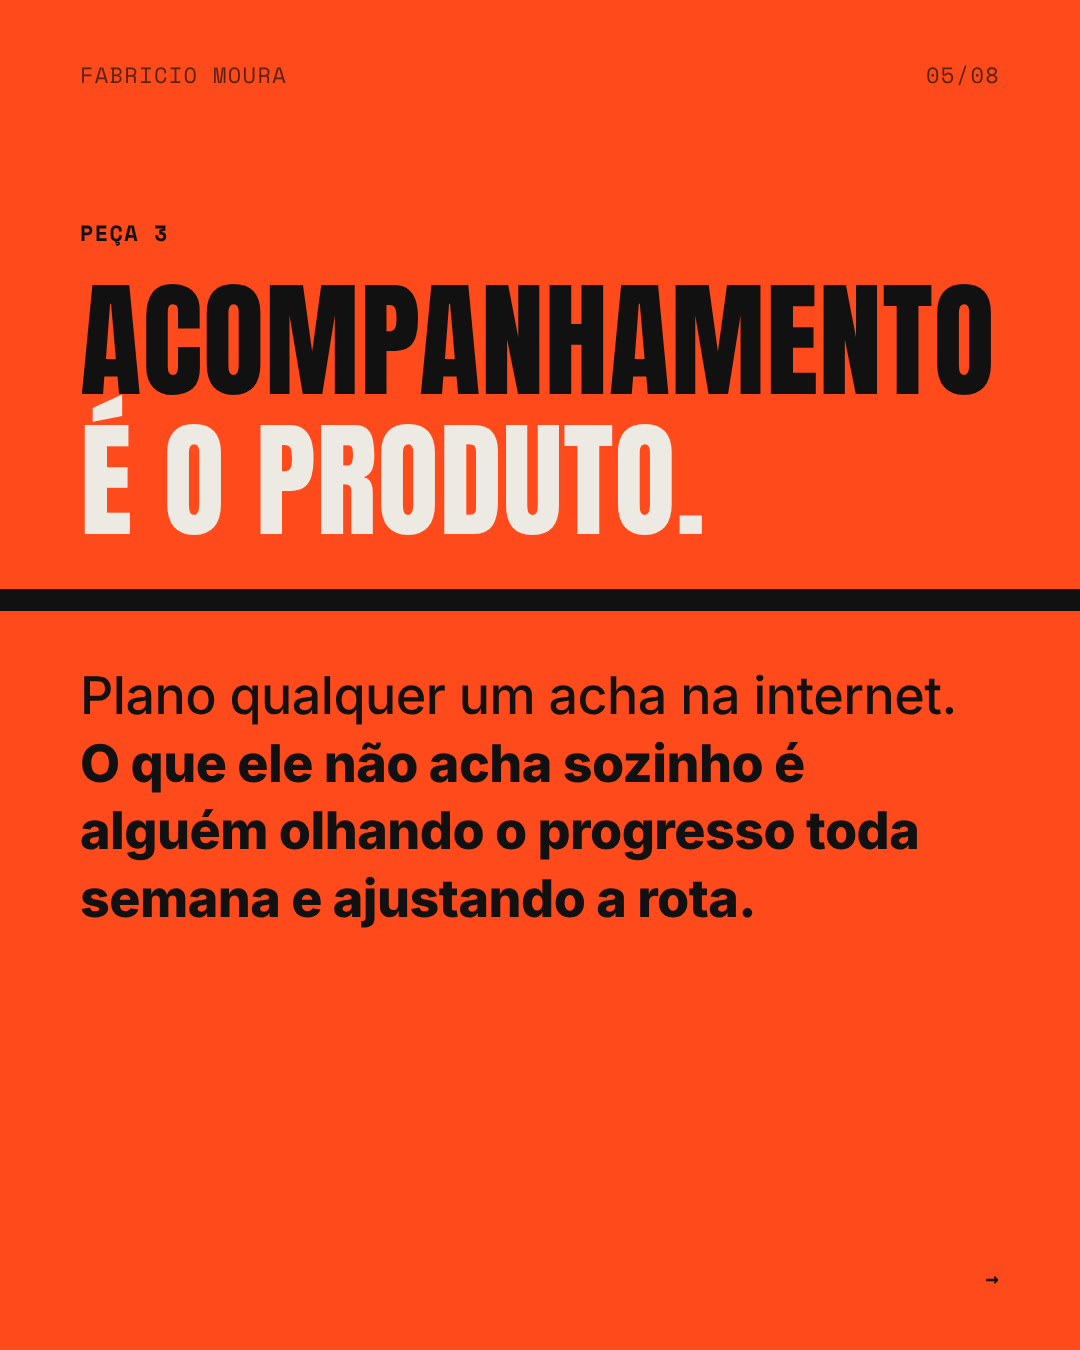 FABRICIO MOURA
05/08
PEÇA 3
ACOMPANHAMENTO
É O PRODUTO.
Plano qualquer um acha na internet.
O que ele não acha sozinho é
alguém olhando o progresso toda
semana e ajustando a rota.
→